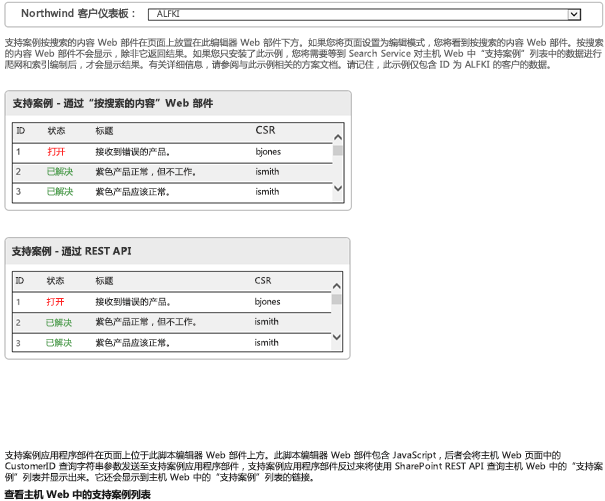 Northwind 客户仪表板： ALFKI
支持案例按搜索的内容 Web 部件在页面上放置在此编辑器 Web 部件下方。如果您将页面设置为编辑模式，您将看到按搜索的内容 Web 部件。按搜索
的内容 Web 部件不会显示，除非它返回结果。如果您只安装了此示例，您将需要等到 Search Service 对主机 Web 中“支持案例”列表中的数据进行
爬网和索引编制后，才会显示结果。有关详细信息，请参阅与此示例相关的方案文档。请记住，此示例仅包含 ID 为 ALFKI 的客户的数据。
支持案例 - 通过“按搜索的内容”Web 部件
ID 状态 标题 CSR
1 打开 接收到错误的产品。 bjones
2 已解决 紫色产品正常，但不工作。 ismith
3 已解决 紫色产品应该正常。 ismith
支持案例 - 通过 REST API
ID 状态 标题 CSR
1 打开 接收到错误的产品。 bjones
2 已解决 紫色产品正常，但不工作。 ismith
3 已解决 紫色产品应该正常。 ismith
支持案例应用程序部件在页面上位于此脚本编辑器 Web 部件上方。此脚本编辑器 Web 部件包含 JavaScript，后者会将主机 Web 页面中的
CustomerID 查询字符串参数发送至支持案例应用程序部件，支持案例应用程序部件反过来将使用 SharePoint REST API 查询主机 Web 中的“支持案
例”列表并显示出来。它还会显示到主机 Web 中的“支持案例”列表的链接。
查看主机 Web 中的支持案例列表